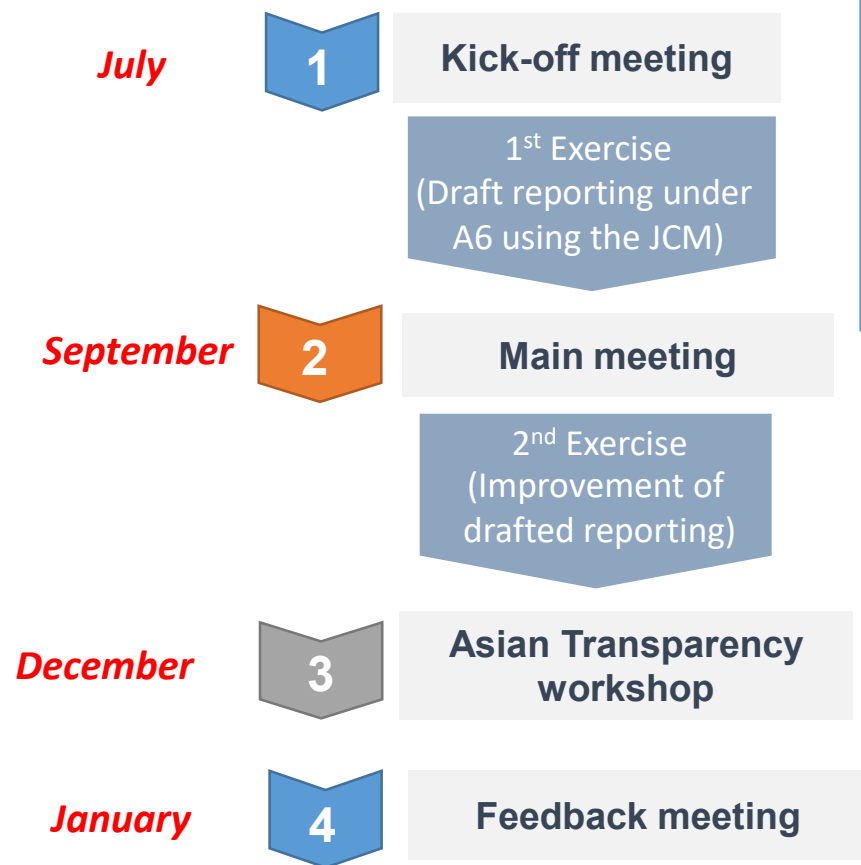 July
1
Kick-off meeting
1st Exercise
(Draft reporting under
A6 using the JCM)
September
2
Main meeting
2nd Exercise
(Improvement of
drafted reporting)
December
3
Asian Transparency
workshop
January
4
Feedback meeting